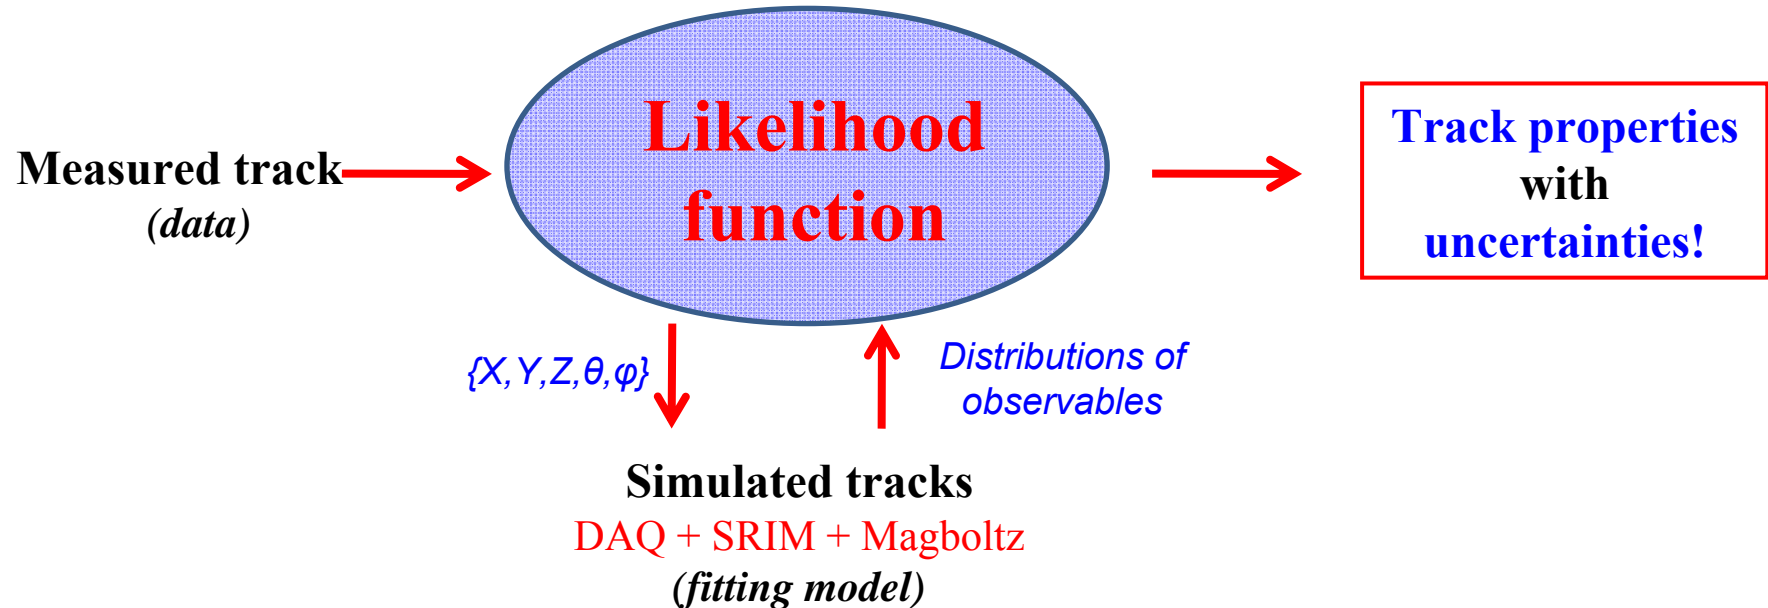 Likelihood
function
Measured track
(data)
Track properties
with
uncertainties!
{X,Y,Z,θ,φ}
Distributions of
observables
Simulated tracks
DAQ + SRIM + Magboltz
(fitting model)